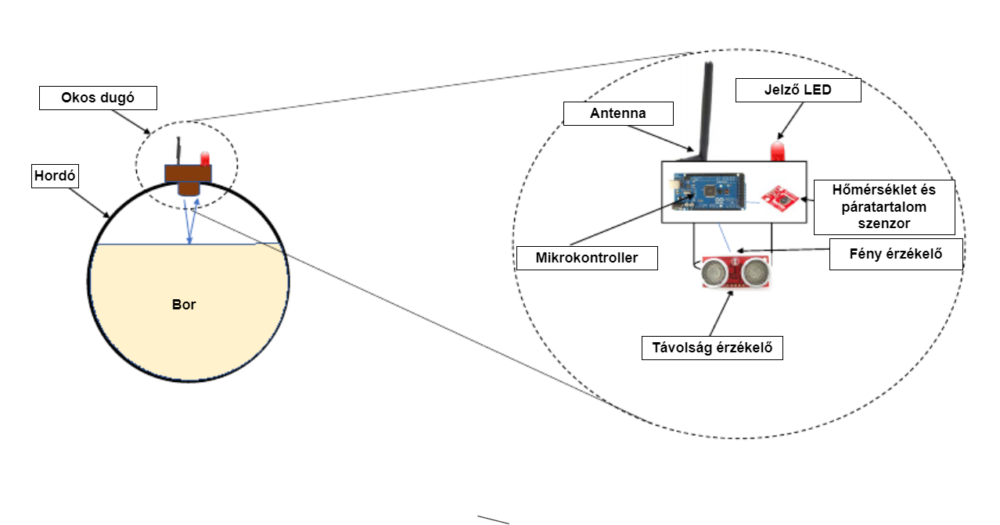 Okos dugó
Hordó
Bor
Antenna
Jelző LED
Hőmérséklet és
páratartalom
szenzor
Mikrokontroller
Fény érzékelő
Távolság érzékelő